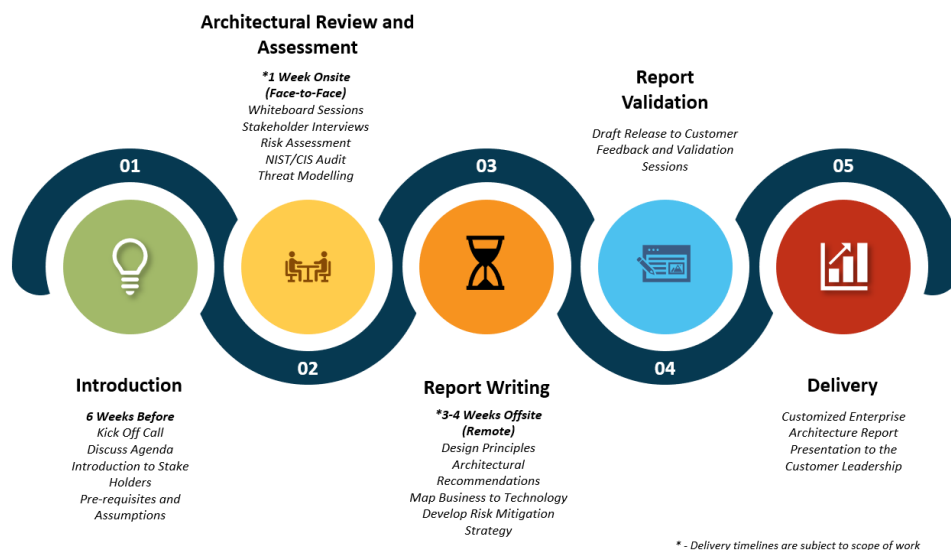 01
Introduction
6 Weeks Before
Kick Off Call
Discuss Agenda
Introduction to Stake
Holders
Pre-requisites and
Assumptions
Architectural Review and
Assessment
*1 Week Onsite
(Face-to-Face)
Whiteboard Sessions
Stakeholder Interviews
Risk Assessment
NIST/CIS Audit
Threat Modelling
02
03
Report Writing
*3-4 Weeks Offsite
(Remote)
Design Principles
Architectural
Recommendations
Map Business to Technology
Develop Risk Mitigation
Strategy
Report
Validation
Draft Release to Customer
Feedback and Validation
Sessions
04
05
Delivery
Customized Enterprise
Architecture Report
Presentation to the
Customer Leadership
* - Delivery timelines are subject to scope of work